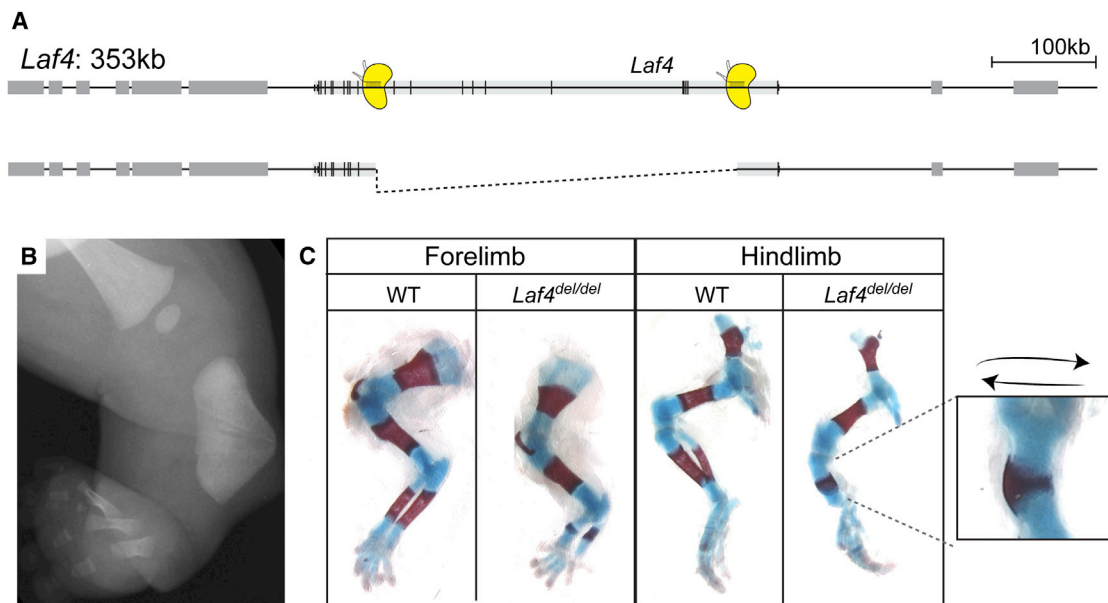 A
Laf4: 353kb
Laf4
100kb
B
C
Forelimb
Hindlimb
WT
Laf4del/del
WT
Laf4del/del